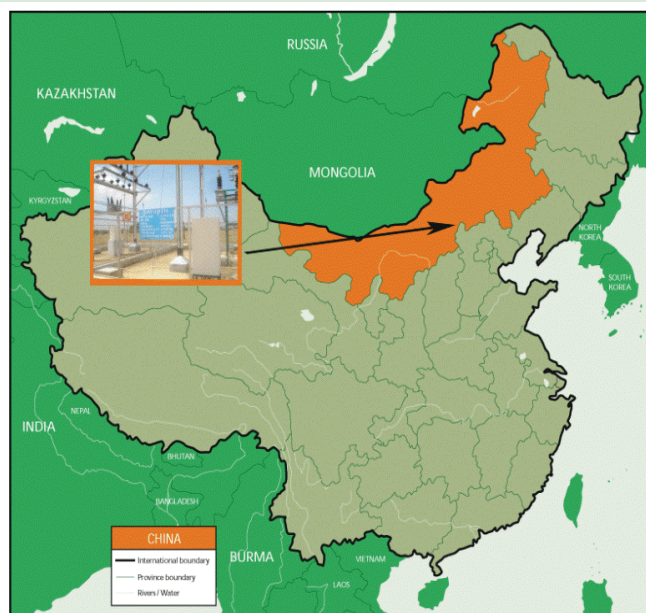 RUSSIA
KAZAKHSTAN
MONGOLIA
KYRGYZSTAN
NORTH
KOREA
SOUTH
KOREA
INDIA
NEPAL
BHUTAN
BANGLADESH
BURMA
VIETNAM
LAOS
CHINA
International boundary
Province boundary
Rivers / Water